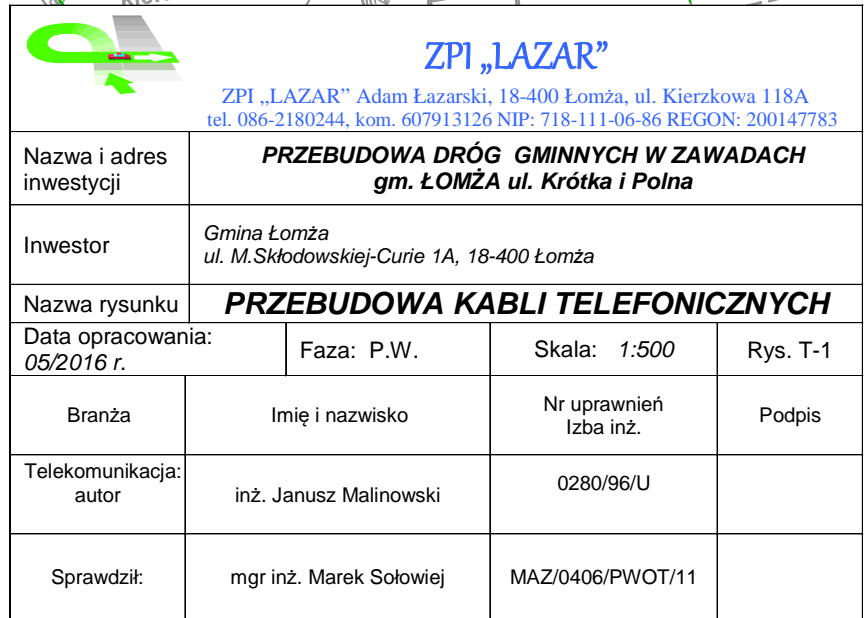 ZPI „LAZAR”
ZPI „LAZAR” Adam Łazarski, 18-400 Łomża, ul. Kierzkowa 118A
tel. 086-2180244, kom. 607913126 NIP: 718-111-06-86 REGON: 200147783
Nazwa i adres
inwestycji
PRZEBUDOWA DRÓG GMINNYCH W ZAWADACH
gm. ŁOMŻA ul. Krótka i Polna
Inwestor
Gmina Łomża
ul. M.Skłodowskiej-Curie 1A, 18-400 Łomża
Nazwa rysunku
PRZEBUDOWA KABLI TELEFONICZNYCH
Data opracowania:
05/2016 r.
Faza: P.W.
Skala: 1:500
Rys. T-1
Branża
Imię i nazwisko
Nr uprawnień
Izba inż.
Podpis
Telekomunikacja:
autor
inż. Janusz Malinowski
0280/96/U
Sprawdził:
mgr inż. Marek Sołowiej
MAZ/0406/PWOT/11